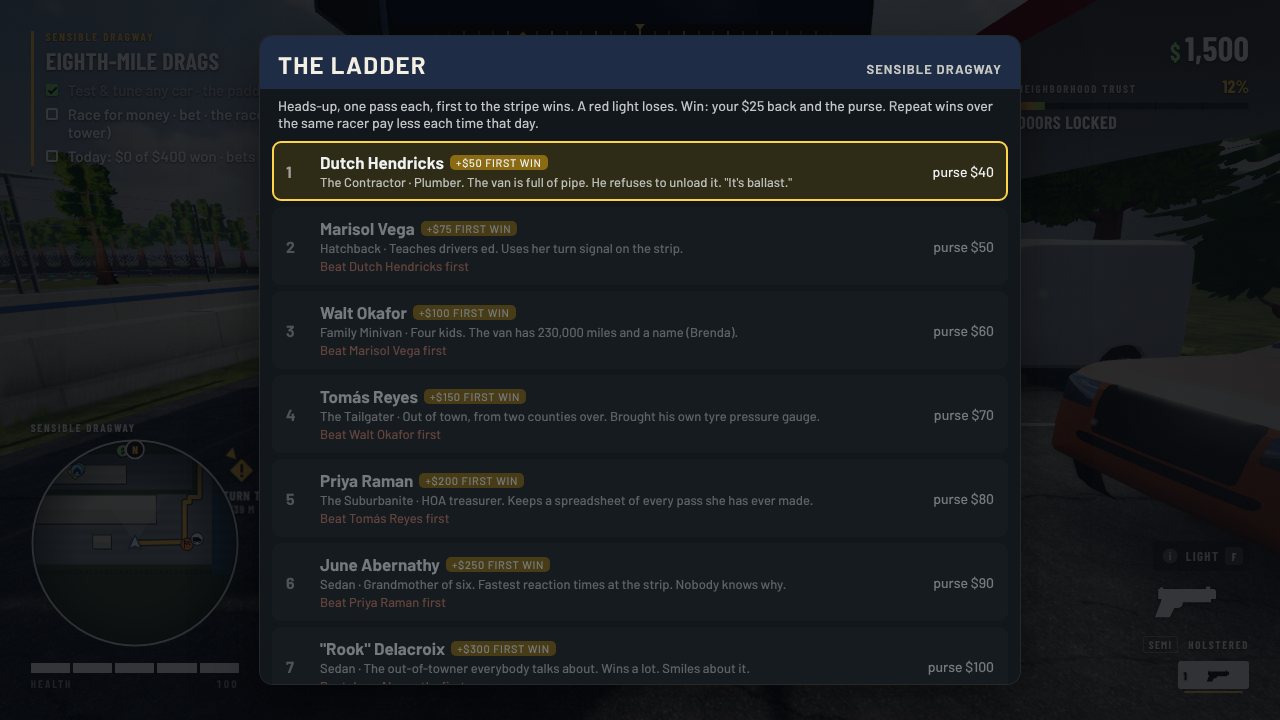 SENSIBLE DRAGWAY
EIGHTH-MILE DRAGS
Test & tune any car · the padd
Race for money · bet · the rac
tower)
Today: $0 of $400 won · bets
$1,500
NEIGHBORHOOD TRUST 12%
DOORS LOCKED
THE LADDER
SENSIBLE DRAGWAY
Heads-up, one pass each, first to the stripe wins. A red light loses. Win: your $25 back and the purse. Repeat wins over
the same racer pay less each time that day.
1
Dutch Hendricks +$50 FIRST WIN
The Contractor · Plumber. The van is full of pipe. He refuses to unload it. "It's ballast."
purse $40
2
Marisol Vega +$75 FIRST WIN
Hatchback · Teaches drivers ed. Uses her turn signal on the strip.
Beat Dutch Hendricks first
purse $50
3
Walt Okafor +$100 FIRST WIN
Family Minivan · Four kids. The van has 230,000 miles and a name (Brenda).
Beat Marisol Vega first
purse $60
4
Tomás Reyes +$150 FIRST WIN
The Tailgater · Out of town, from two counties over. Brought his own tyre pressure gauge.
Beat Walt Okafor first
purse $70
5
Priya Raman +$200 FIRST WIN
The Suburbanite · HOA treasurer. Keeps a spreadsheet of every pass she has ever made.
Beat Tomás Reyes first
purse $80
6
June Abernathy +$250 FIRST WIN
Sedan · Grandmother of six. Fastest reaction times at the strip. Nobody knows why.
Beat Priya Raman first
purse $90
7
"Rook" Delacroix +$300 FIRST WIN
Sedan · The out-of-towner everybody talks about. Wins a lot. Smiles about it.
purse $100
SENSIBLE DRAGWAY
N
TURN T
HEALTH 100
LIGHT F
SEMI HOLSTERED
1